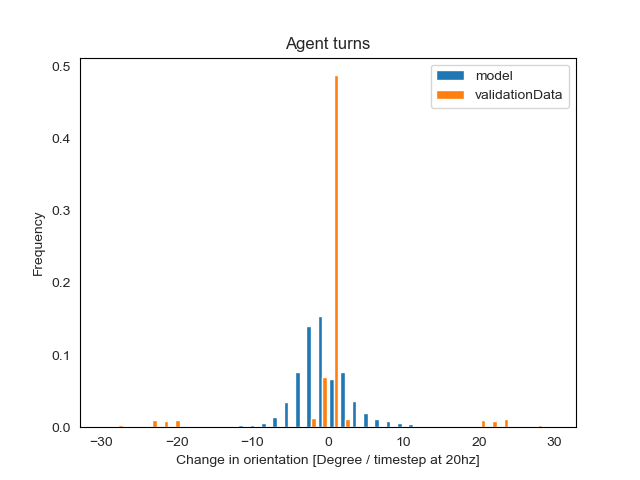 Agent turns
model
validationData
0.5
0.4
0.3
0.2
0.1
0.0
Frequency
−30 −20 −10 0 10 20 30
Change in orientation [Degree / timestep at 20hz]